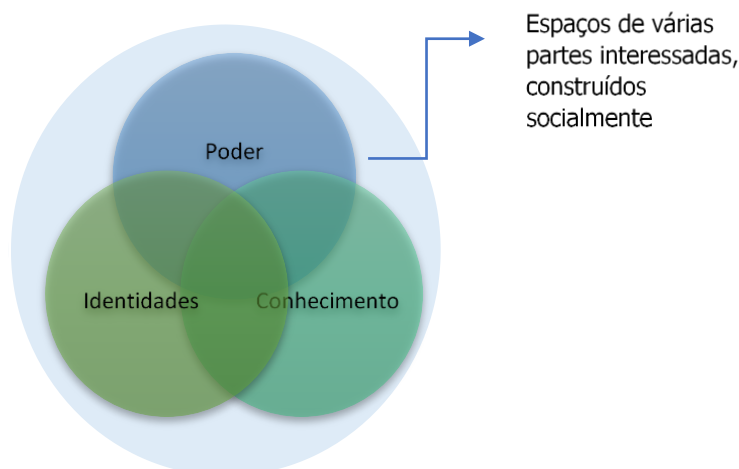 Espaços de várias
partes interessadas,
construídos
socialmente
Poder
Identidades
Conhecimento